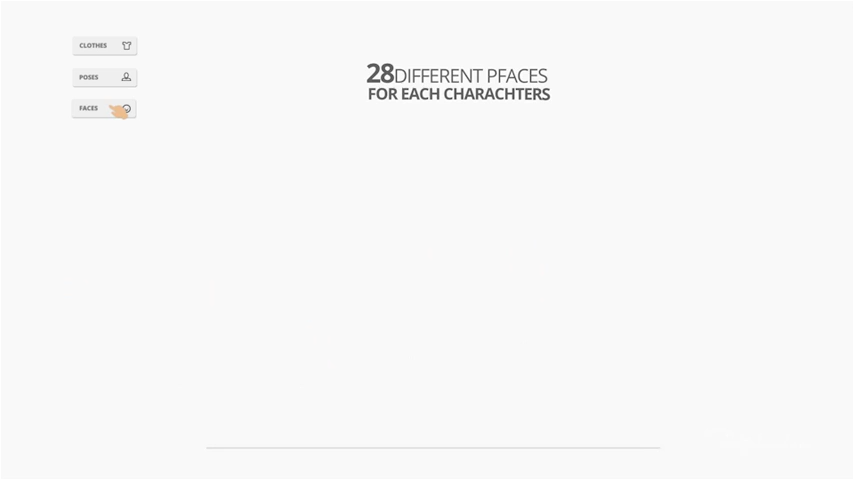 CLOTHES
POSES
FACES
28DIFFERENT PFACES
FOR EACH CHARACHTERS